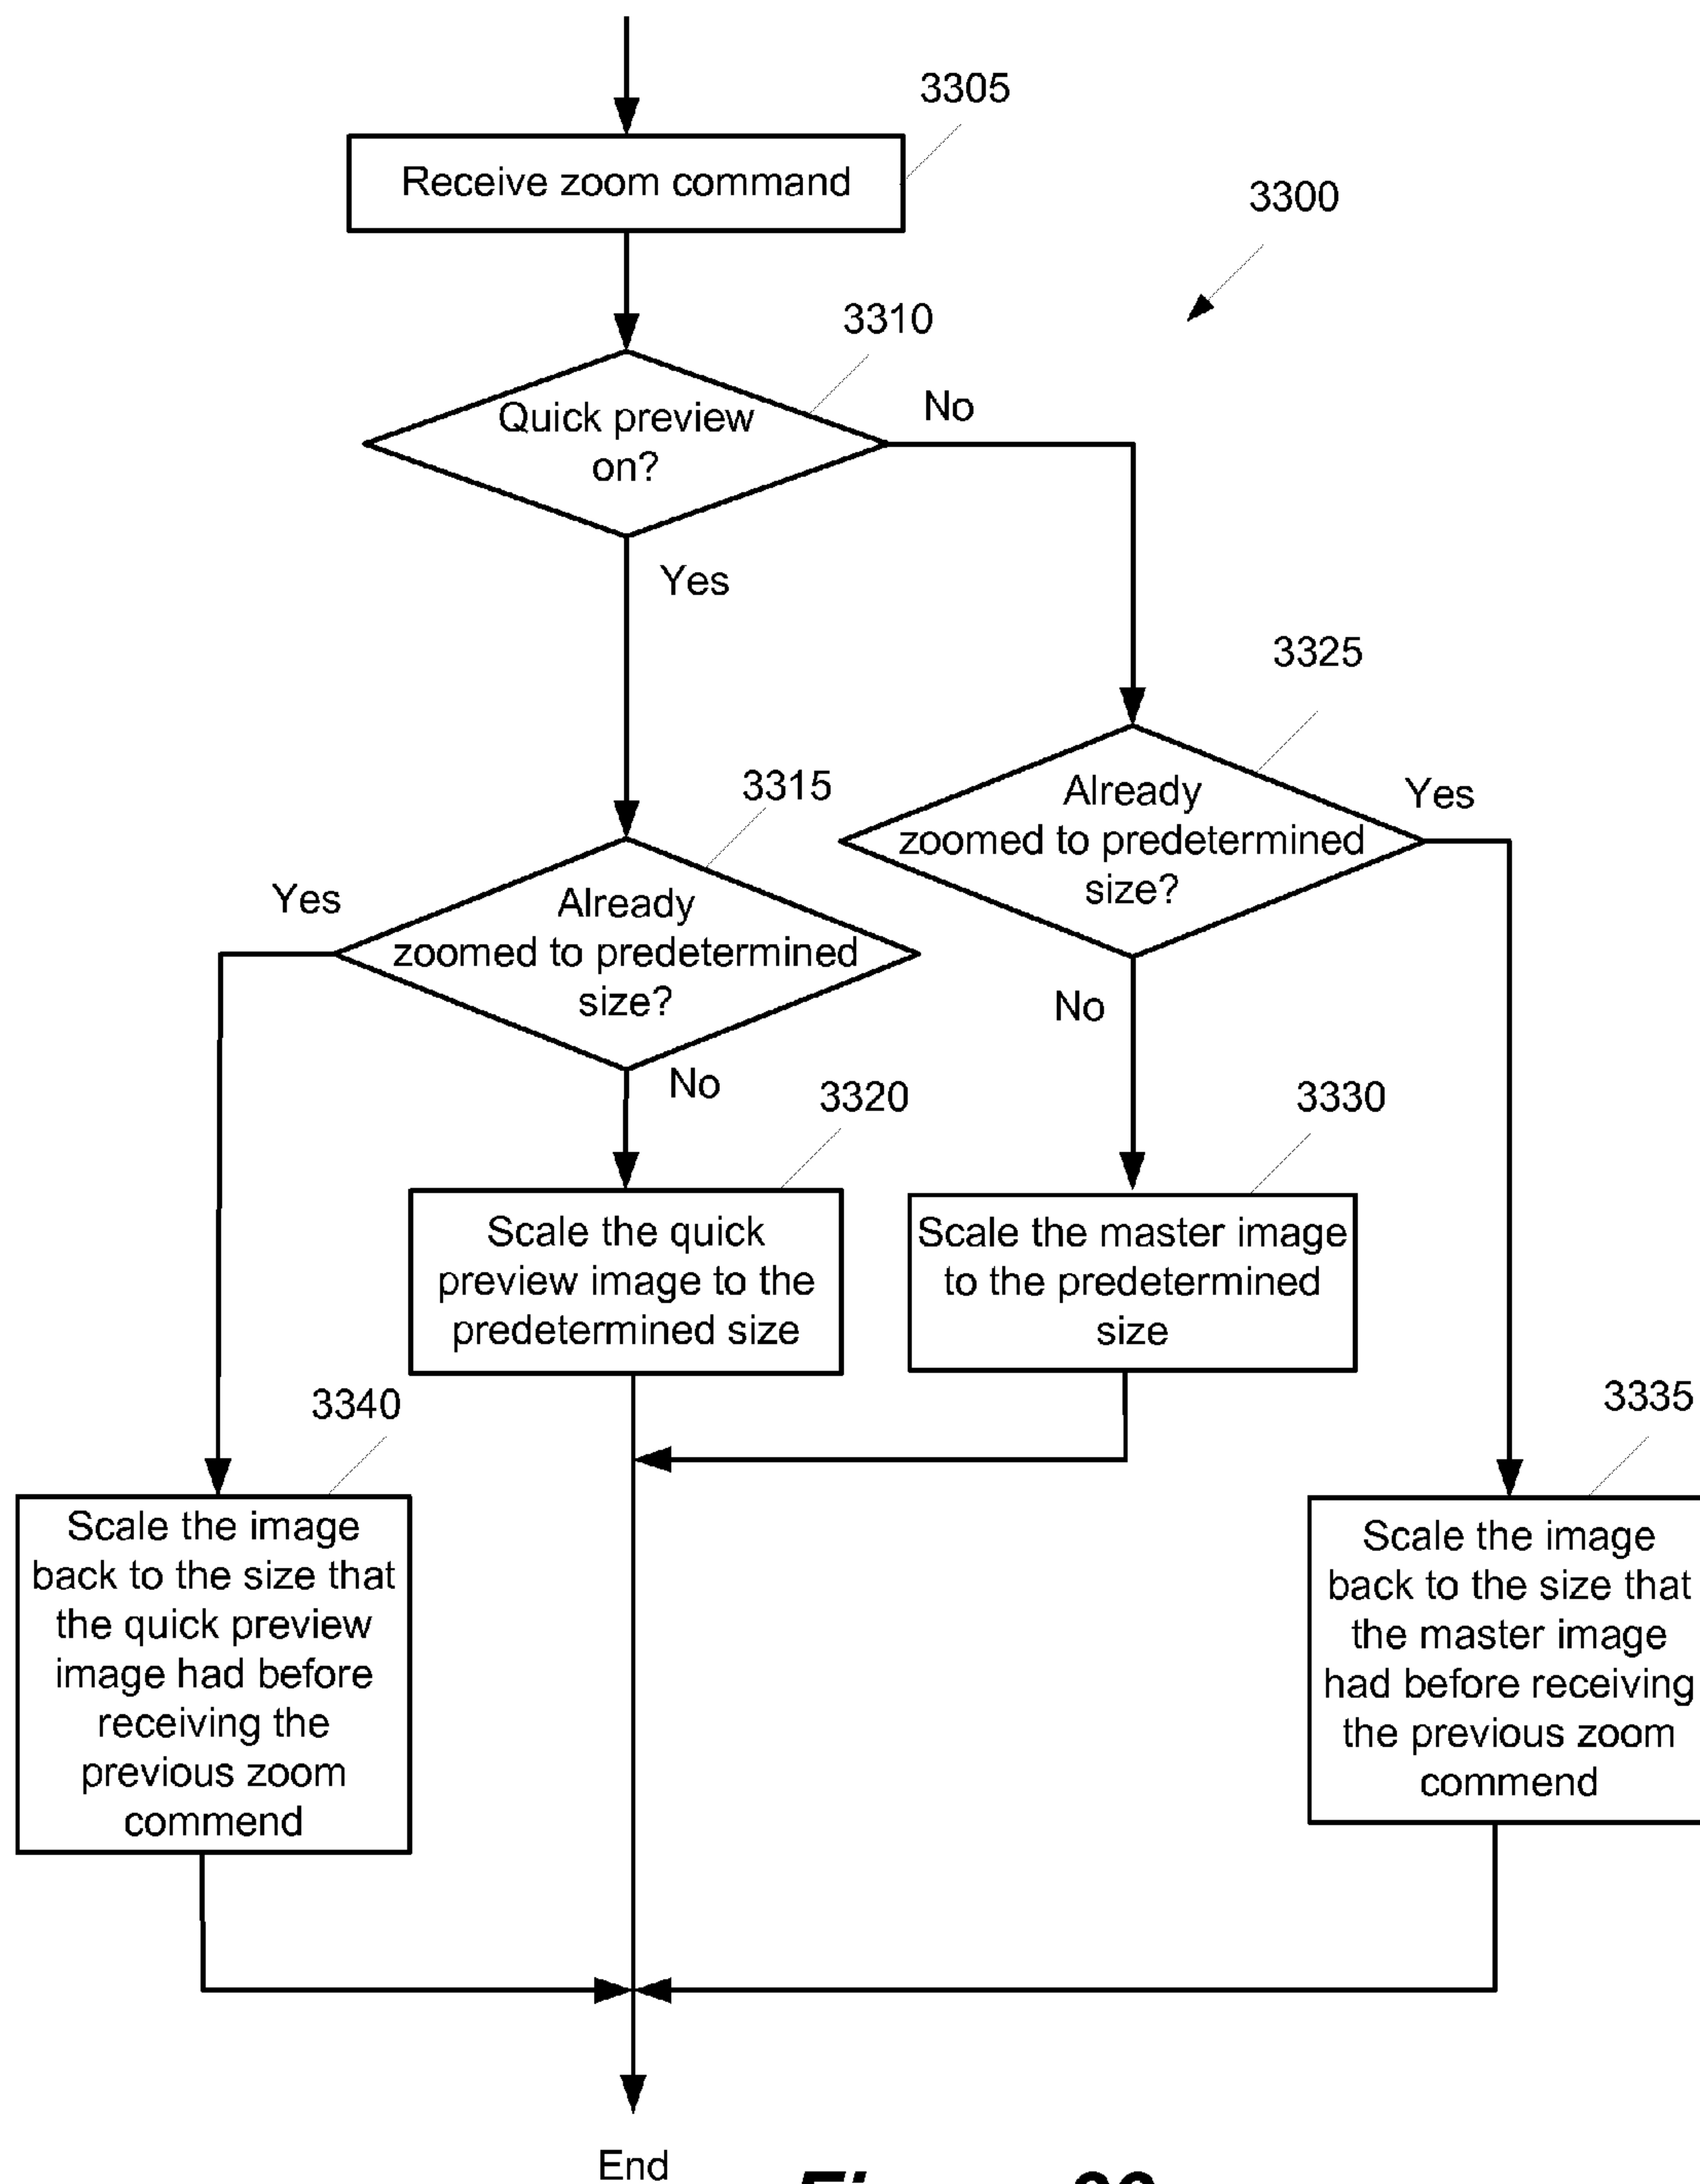 3305
Receive zoom command
3300
3310
Quick preview
on?
No
Yes
3325
Already
zoomed to predetermined
size?
Yes
No
3315
Already
zoomed to predetermined
size?
Yes
No
3320
Scale the quick
preview image to the
predetermined size
3330
Scale the master image
to the predetermined
size
3340
Scale the image
back to the size that
the quick preview
image had before
receiving the
previous zoom
commend
3335
Scale the image
back to the size that
the master image
had before receiving
the previous zoom
commend
End